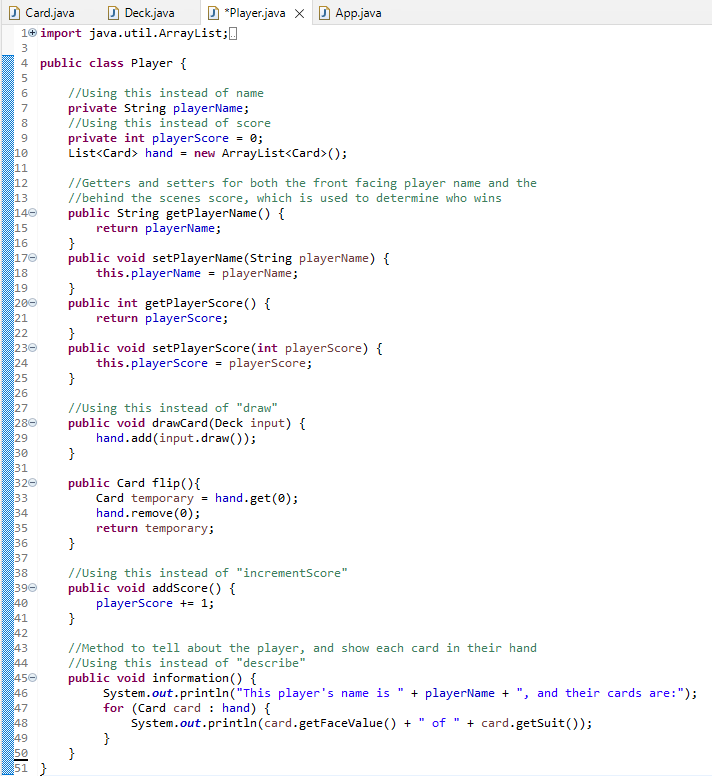 Card.java Deck.java *Player.java App.java
1 import java.util.ArrayList;
3
4 public class Player {
5
6 //Using this instead of name
7 private String playerName;
8 //Using this instead of score
9 private int playerScore = 0;
10 List<Card> hand = new ArrayList<Card>();
11
12 //Getters and setters for both the front facing player name and the
13 //behind the scenes score, which is used to determine who wins
14 public String getPlayerName() {
15 return playerName;
16 }
17 public void setPlayerName(String playerName) {
18 this.playerName = playerName;
19 }
20 public int getPlayerScore() {
21 return playerScore;
22 }
23 public void setPlayerScore(int playerScore) {
24 this.playerScore = playerScore;
25 }
26
27 //Using this instead of "draw"
28 public void drawCard(Deck input) {
29 hand.add(input.draw());
30 }
31
32 public Card flip(){
33 Card temporary = hand.get(0);
34 hand.remove(0);
35 return temporary;
36 }
37
38 //Using this instead of "incrementScore"
39 public void addScore() {
40 playerScore += 1;
41 }
42
43 //Method to tell about the player, and show each card in their hand
44 //Using this instead of "describe"
45 public void information() {
46 System.out.println("This player's name is " + playerName + ", and their cards are:");
47 for (Card card : hand) {
48 System.out.println(card.getFaceValue() + " of " + card.getSuit());
49 }
50 }
51 }